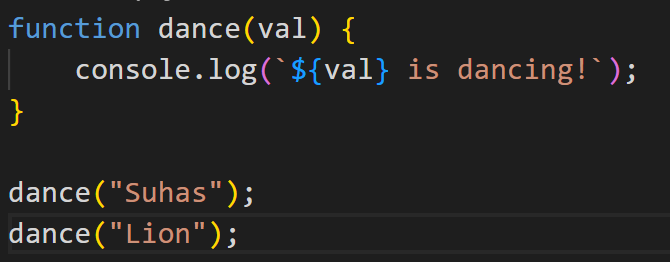 function dance(val) {
    console.log(`${val} is dancing!`);
}
dance("Suhas");
dance("Lion");